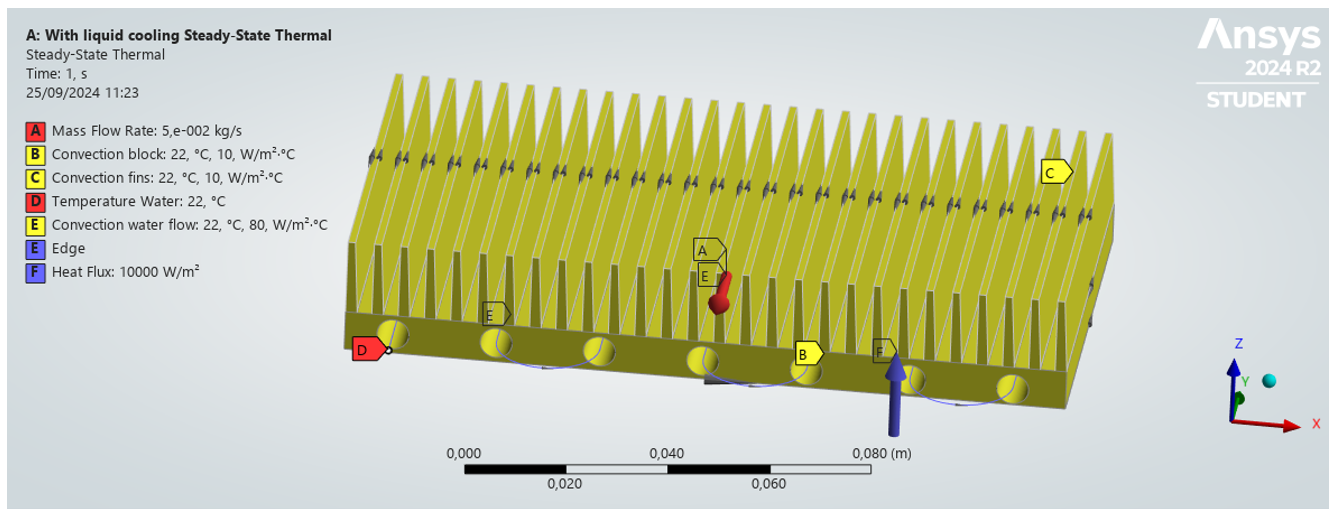 A: With liquid cooling Steady-State Thermal
Steady-State Thermal
Time: 1, s
25/09/2024 11:23
A Mass Flow Rate: 5,e-002 kg/s
B Convection block: 22, °C, 10, W/m²·°C
C Convection fins: 22, °C, 10, W/m²·°C
D Temperature Water: 22, °C
E Convection water flow: 22, °C, 80, W/m²·°C
E Edge
F Heat Flux: 10000 W/m²
Ansys
2024 R2
STUDENT
C
A
E
E
D
B
F
Z
Y
X
0,000 0,040 0,080 (m)
0,020 0,060